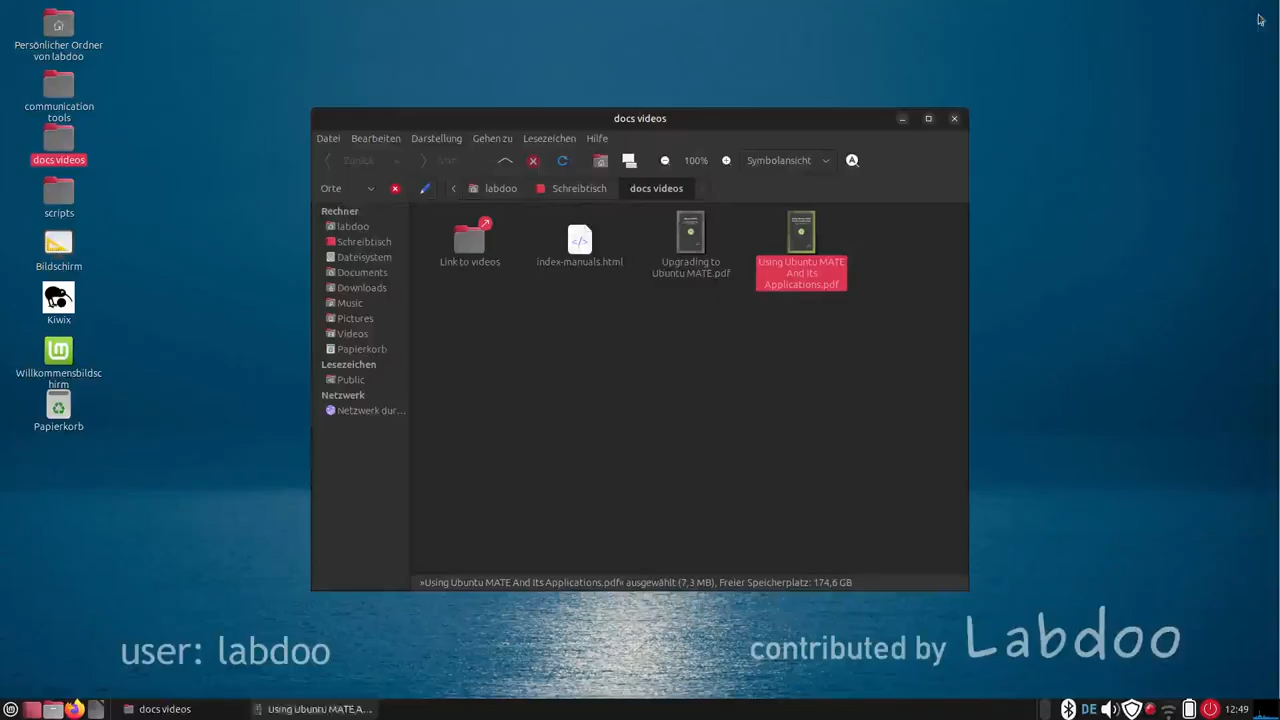 Persönlicher Ordner
von labdoo
communication
tools
docs videos
scripts
Bildschirm
Kiwix
Willkommensbildsc
hirm
Papierkorb
docs videos
Datei Bearbeiten Darstellung Gehen zu Lesezeichen Hilfe
Zurück 100% Symbolansicht
Orte labdoo Schreibtisch docs videos
Rechner
labdoo
Schreibtisch
Dateisystem
Documents
Downloads
Music
Pictures
Videos
Papierkorb
Lesezeichen
Public
Netzwerk
Netzwerk dur...
Link to videos
index-manuals.html
Upgrading to
Ubuntu MATE.pdf
Using Ubuntu MATE
And Its
Applications.pdf
»Using Ubuntu MATE And Its Applications.pdf« ausgewählt (7,3 MB), Freier Speicherplatz: 174,6 GB
user: labdoo
contributed by Labdoo
docs videos Using Ubuntu MATE A... DE 12:49